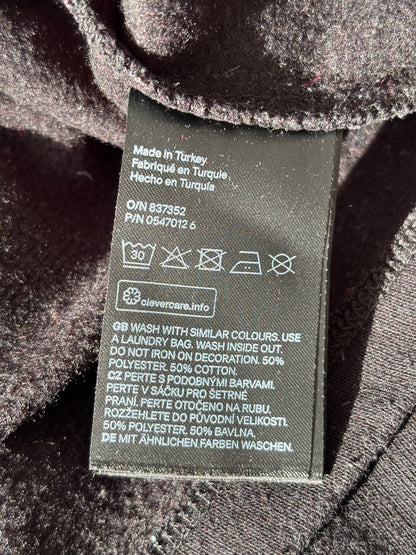 Made in Turkey
Fabriqué en Turquie
Hecho en Turquía
O/N 837352
P/N 0547012 6
30
clevercare.info
GB WASH WITH SIMILAR COLOURS. USE
A LAUNDRY BAG. WASH INSIDE OUT.
DO NOT IRON ON DECORATION. 50%
POLYESTER. 50% COTTON.
CZ PERTE S PODOBNÝMI BARVAMI.
PERTE V SÁČKU PRO ŠETRNÉ
PRANÍ. PERTE OTOČENO NA RUBU.
ROZŽEHLETE DO PŮVODNÍ VELIKOSTI.
50% POLYESTER. 50% BAVLNA
DE MIT ÄHNLICHEN FARBEN WASCHEN.